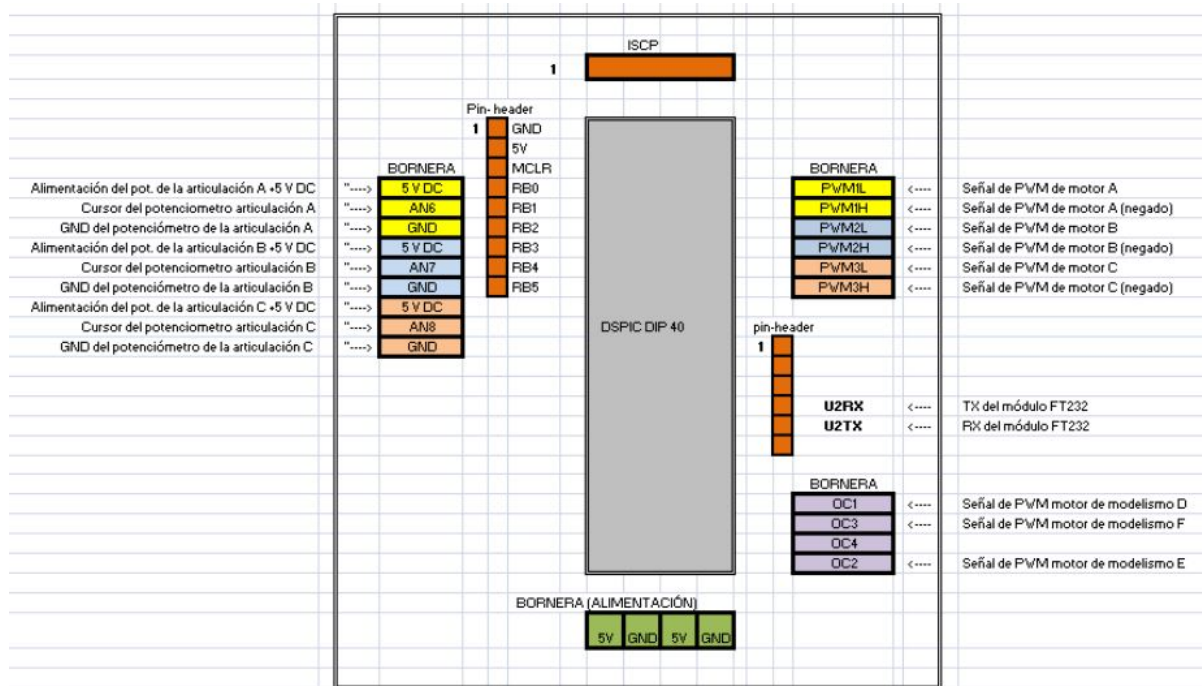 ISCP
1
Pin- header
1 GND
5V
BORNERA MCLR BORNERA
Alimentación del pot. de la articulación A +5 V DC "----> 5 V DC RB0 PWM1L <---- Señal de PWM de motor A
Cursor del potenciometro articulación A "----> AN6 RB1 PWM1H <---- Señal de PWM de motor A (negado)
GND del potenciómetro de la articulación A "----> GND RB2 PWM2L <---- Señal de PWM de motor B
Alimentación del pot. de la articulación B +5 V DC "----> 5 V DC RB3 PWM2H <---- Señal de PWM de motor B (negado)
Cursor del potenciometro articulación B "----> AN7 RB4 PWM3L <---- Señal de PWM de motor C
GND del potenciómetro de la articulación B "----> GND RB5 PWM3H <---- Señal de PWM de motor C (negado)
Alimentación del pot. de la articulación C +5 V DC "----> 5 V DC
Cursor del potenciometro articulación C "----> AN8 DSPIC DIP 40 pin-header
GND del potenciómetro de la articulación C "----> GND 1
U2RX <---- TX del módulo FT232
U2TX <---- RX del módulo FT232
BORNERA
OC1 <---- Señal de PWM motor de modelismo D
OC3 <---- Señal de PWM motor de modelismo F
OC4
OC2 <---- Señal de PWM motor de modelismo E
BORNERA (ALIMENTACIÓN)
5V GND 5V GND